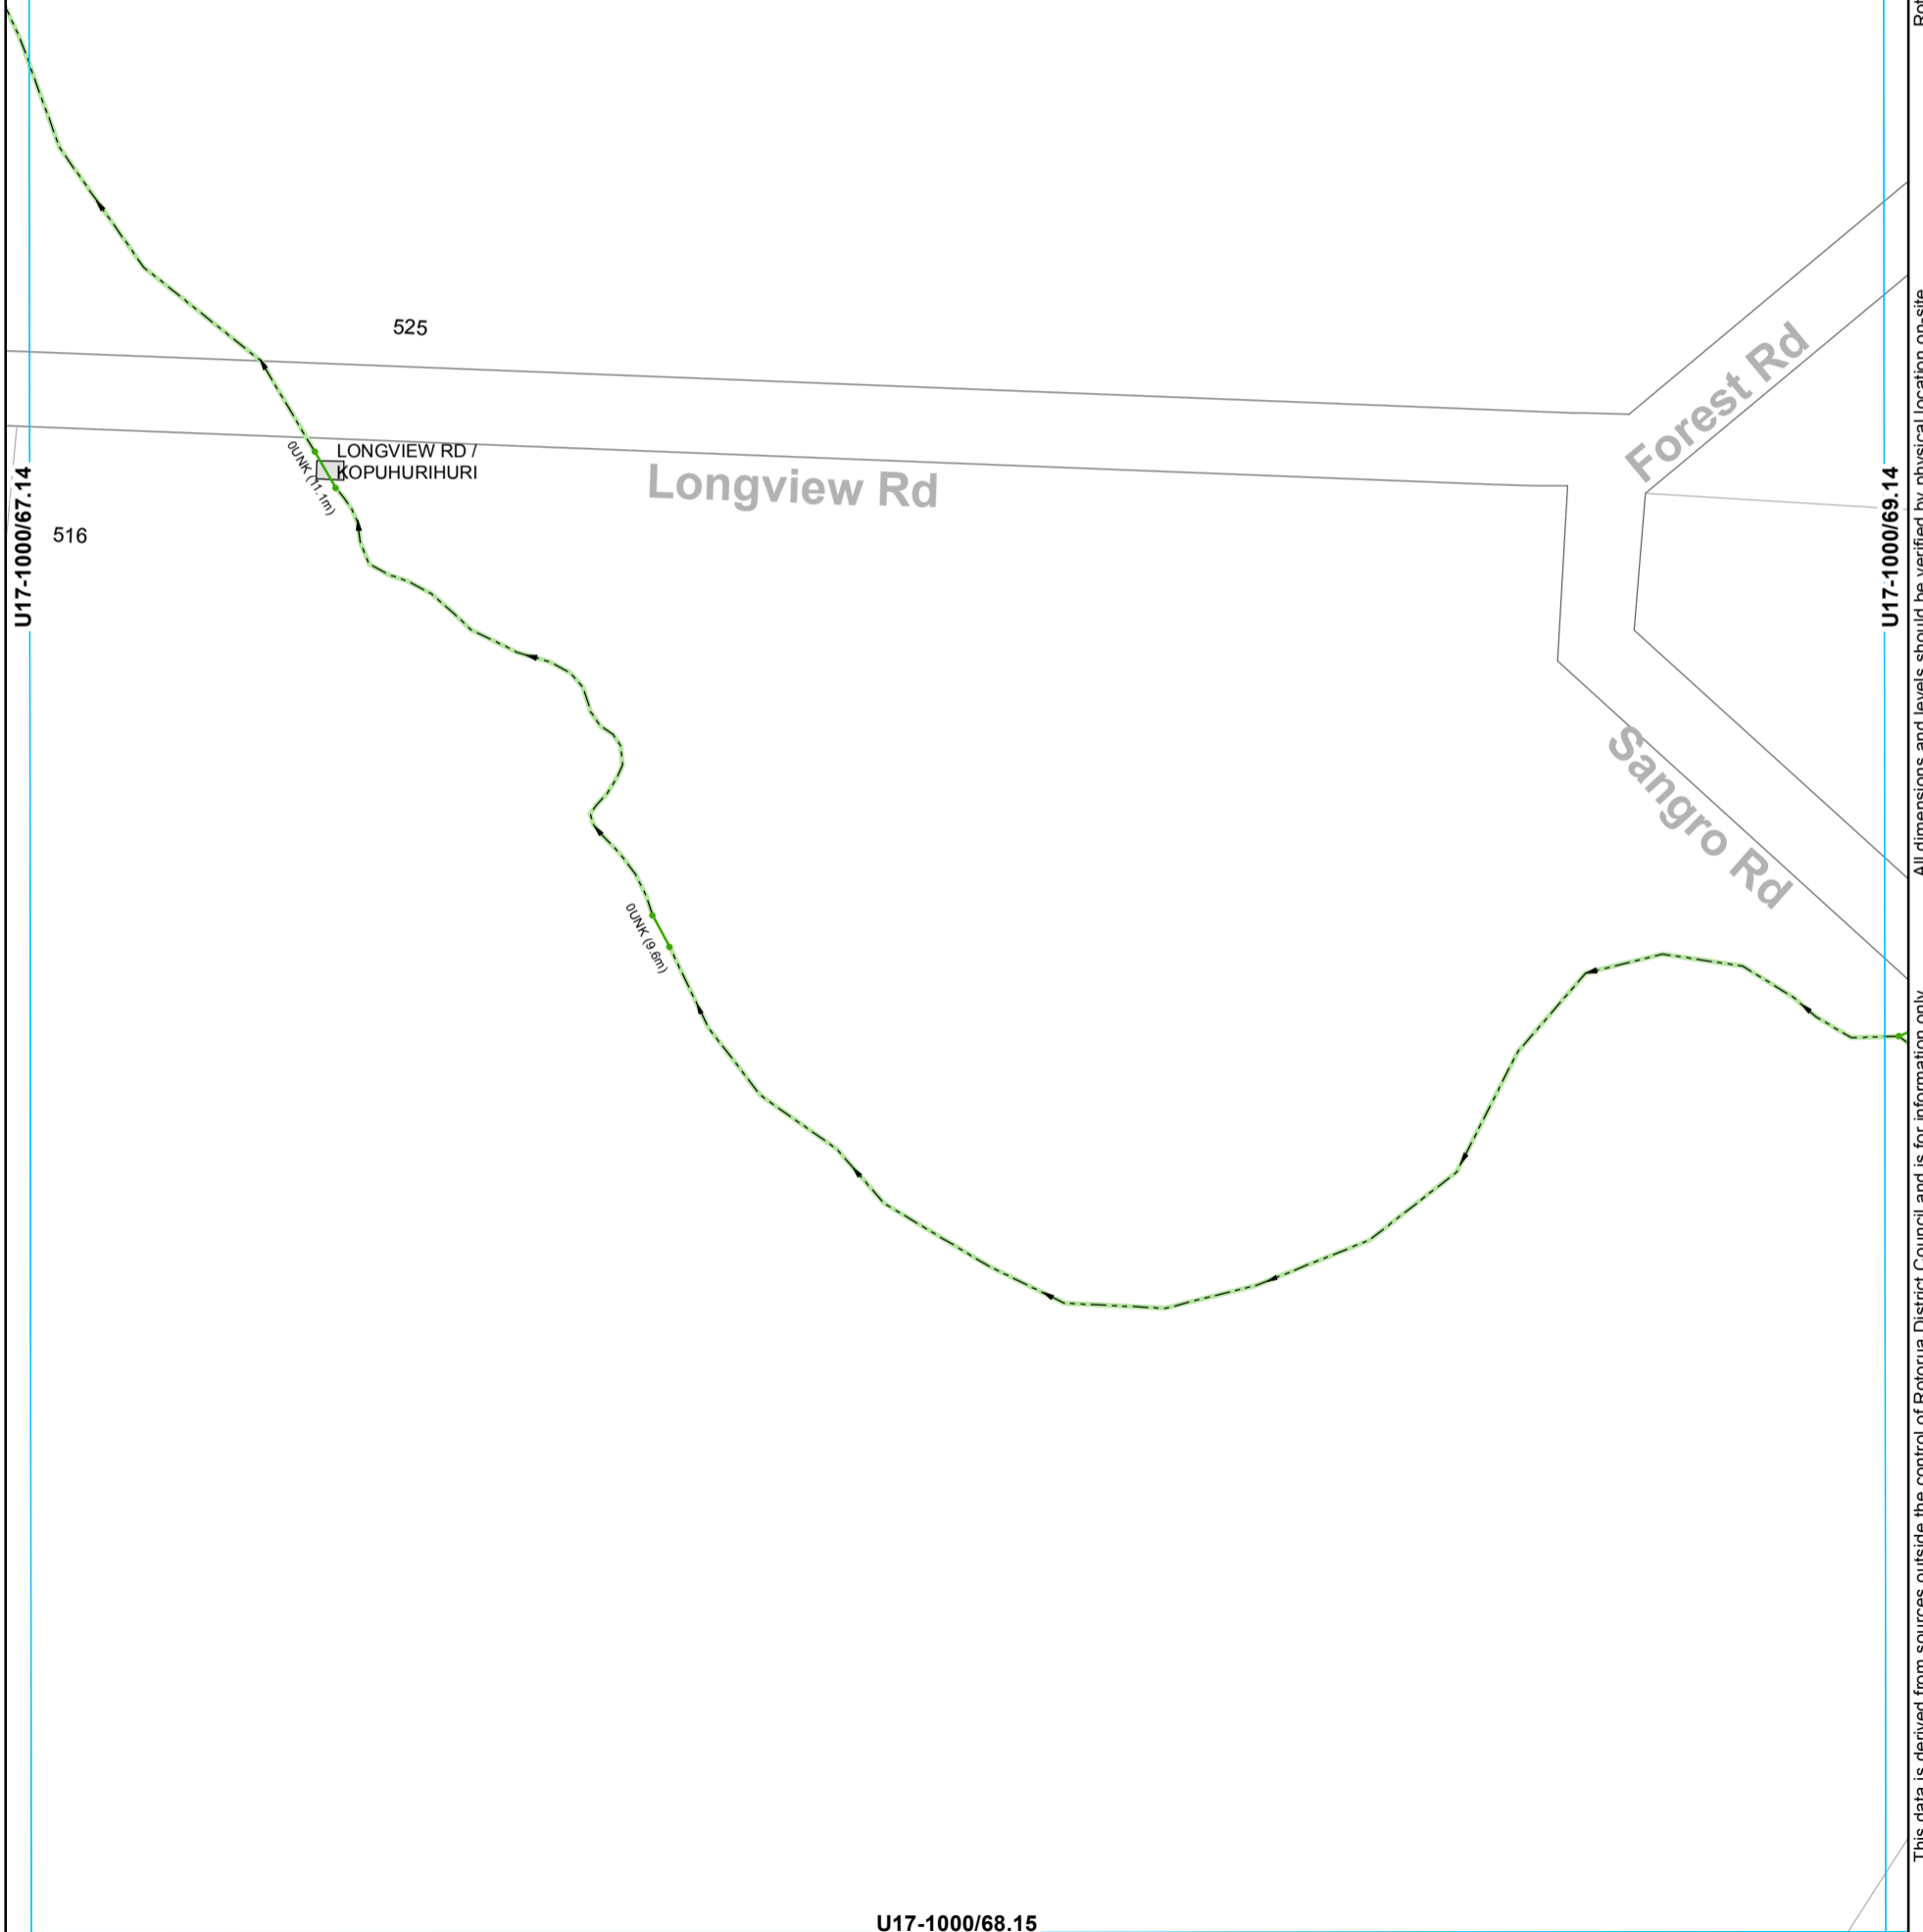 525
Forest Rd
0UNK (11.1m)
LONGVIEW RD /
KOPUHURIHURI
Longview Rd
U17-1000/67.14
U17-1000/69.14
516
Sangro Rd
0UNK (9.6m)
All dimensions and levels should be verified by physical location on-site
This data is derived from sources outside the control of Rotorua District Council and is for information only
U17-1000/68.15